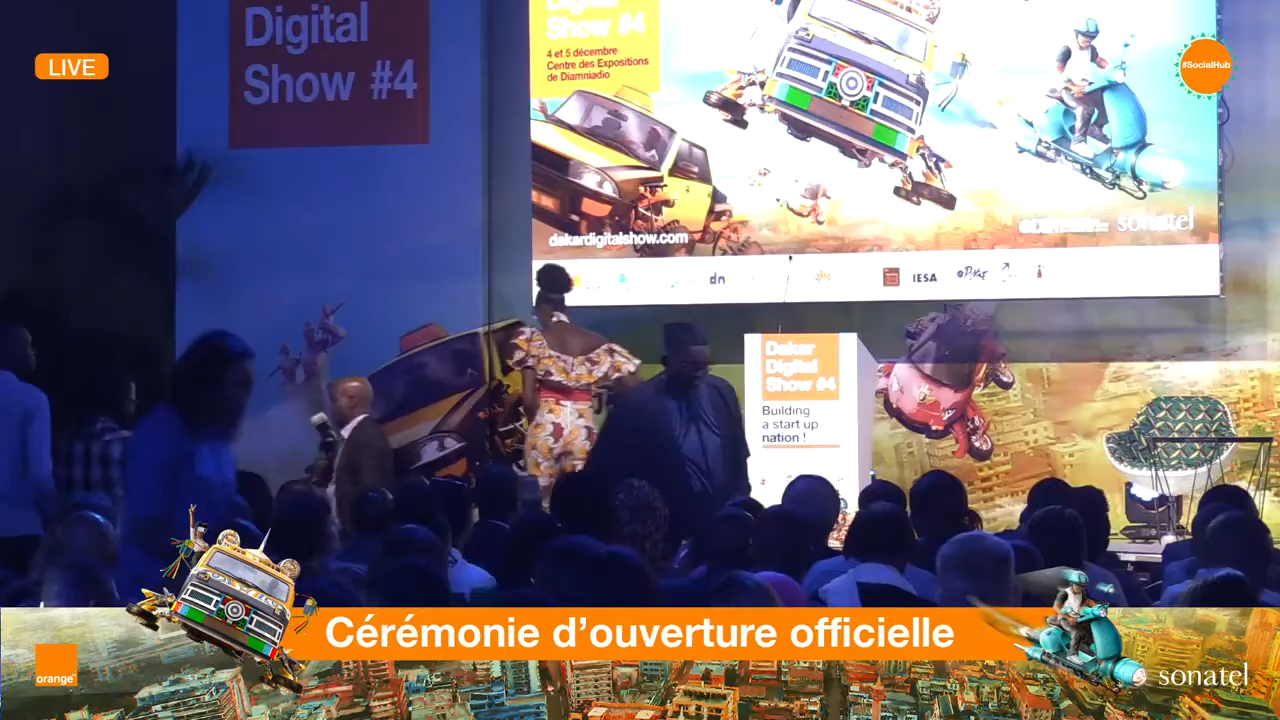 LIVE
Digital
Show #4
Show #4
4 et 5 décembre
Centre des Expositions
de Diamniadio
#SocialHub
dakardigitalshow.com
sonatel
dn
IESA
Dakar
Digital
Show #4
Building
a start up
nation !
Cérémonie d’ouverture officielle
orange
sonatel